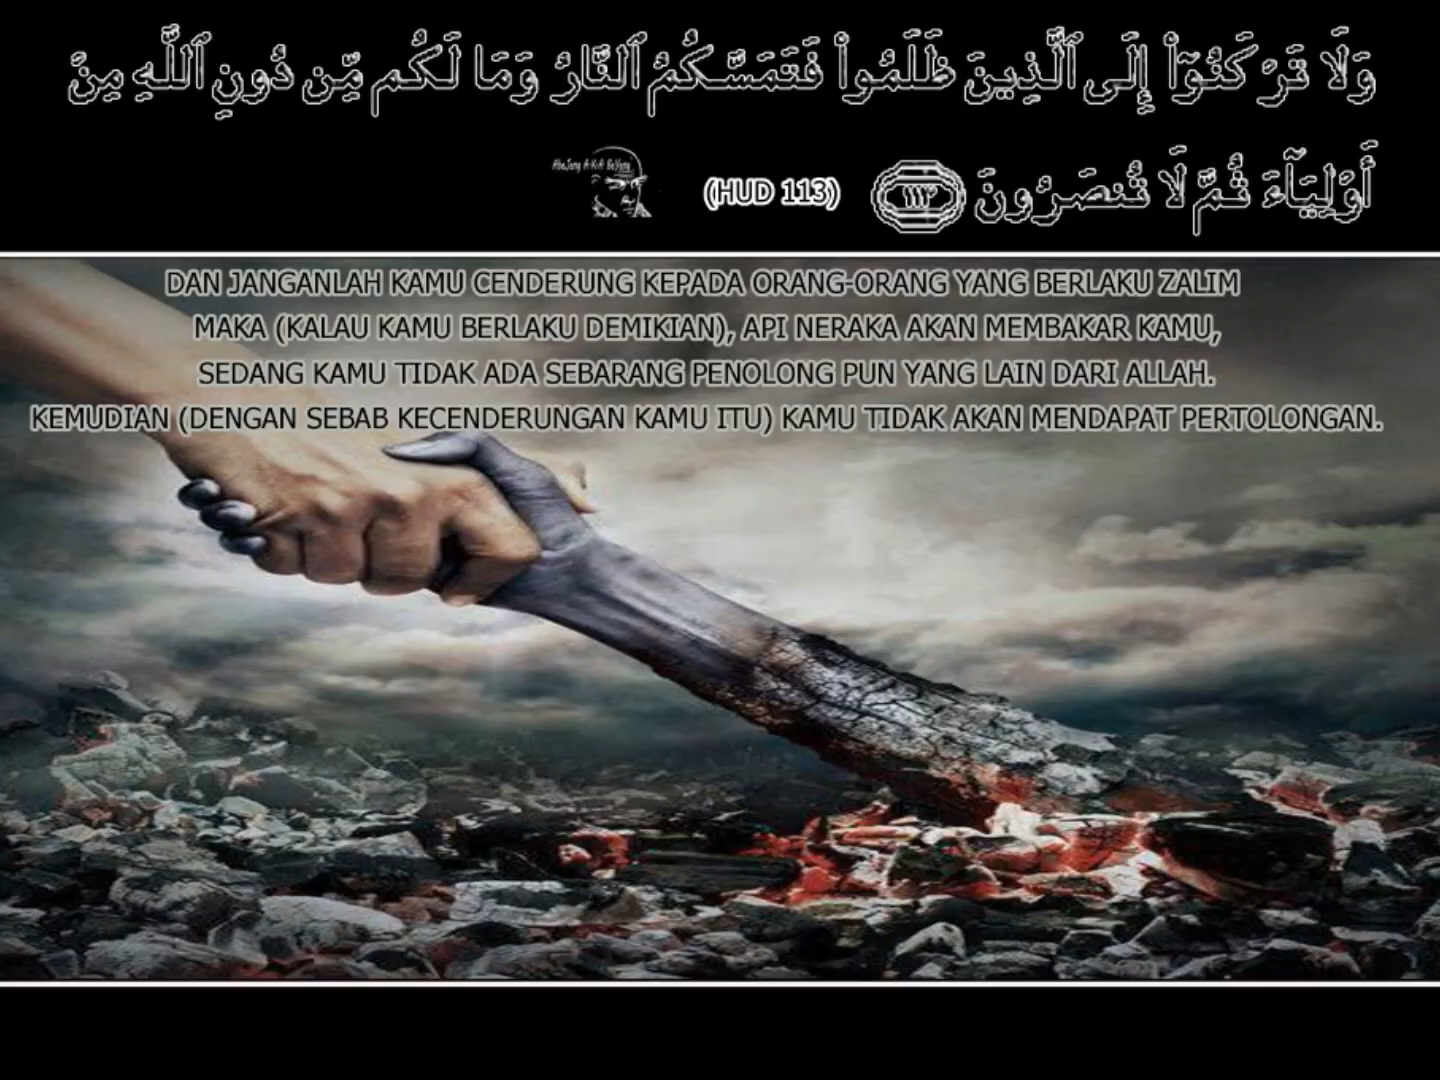 وَلَا تَرْكَنُوٓا۟ إِلَى ٱلَّذِينَ ظَلَمُوا۟ فَتَمَسَّكُمُ ٱلنَّارُ وَمَا لَكُم مِّن دُونِ ٱللَّهِ مِنْ
أَوْلِيَآءَ ثُمَّ لَا تُنصَرُونَ ١١٣ (HUD 113)
AbeJang A.K.A BeYang
DAN JANGANLAH KAMU CENDERUNG KEPADA ORANG-ORANG YANG BERLAKU ZALIM
MAKA (KALAU KAMU BERLAKU DEMIKIAN), API NERAKA AKAN MEMBAKAR KAMU,
SEDANG KAMU TIDAK ADA SEBARANG PENOLONG PUN YANG LAIN DARI ALLAH.
KEMUDIAN (DENGAN SEBAB KECENDERUNGAN KAMU ITU) KAMU TIDAK AKAN MENDAPAT PERTOLONGAN.